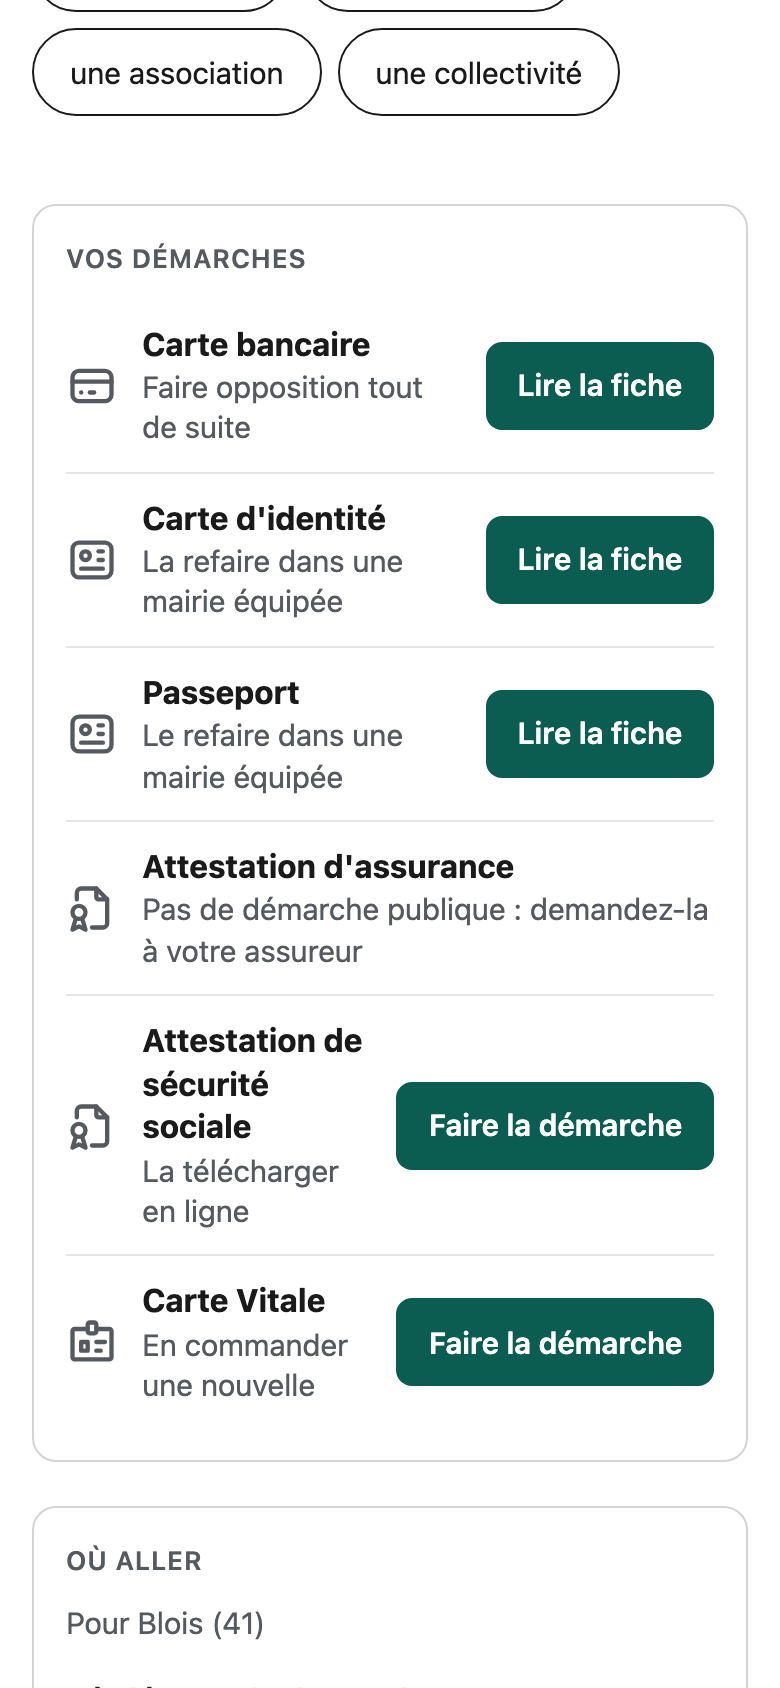 une association
une collectivité
VOS DÉMARCHES
Carte bancaire
Faire opposition tout
de suite
Lire la fiche
Carte d'identité
La refaire dans une
mairie équipée
Lire la fiche
Passeport
Le refaire dans une
mairie équipée
Lire la fiche
Attestation d'assurance
Pas de démarche publique : demandez-la
à votre assureur
Attestation de
sécurité
sociale
La télécharger
en ligne
Faire la démarche
Carte Vitale
En commander
une nouvelle
Faire la démarche
OÙ ALLER
Pour Blois (41)